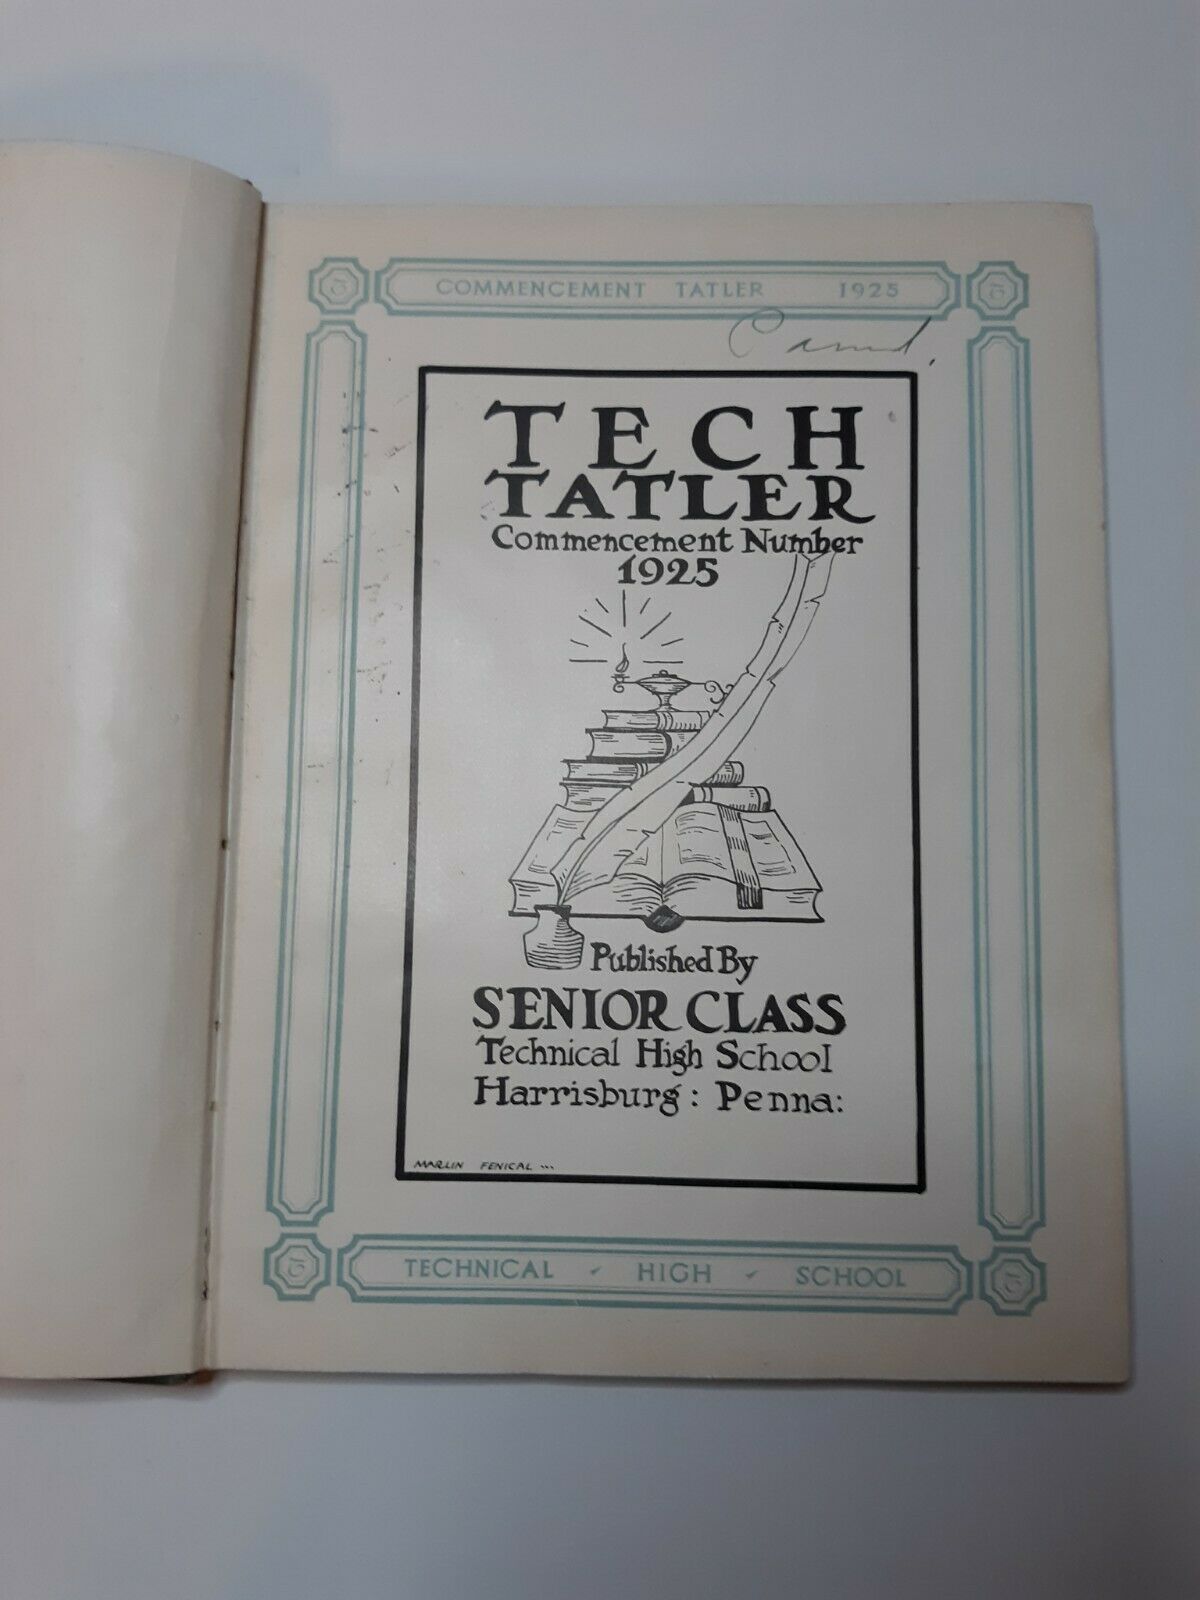 COMMENCEMENT TATLER 1925
TECH
TATLER
Commencement Number
1925
Published By
SENIOR CLASS
Technical High School
Harrisburg: Penna:
MARLIN FENICAL
TECHNICAL HIGH SCHOOL